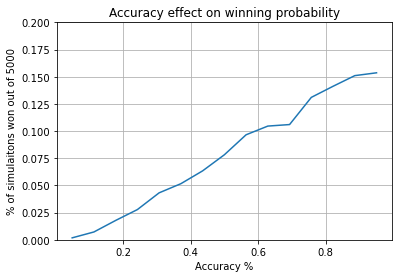 Accuracy effect on winning probability
% of simulaitons won out of 5000
0.200
0.175
0.150
0.125
0.100
0.075
0.050
0.025
0.000
0.2 0.4 0.6 0.8
Accuracy %